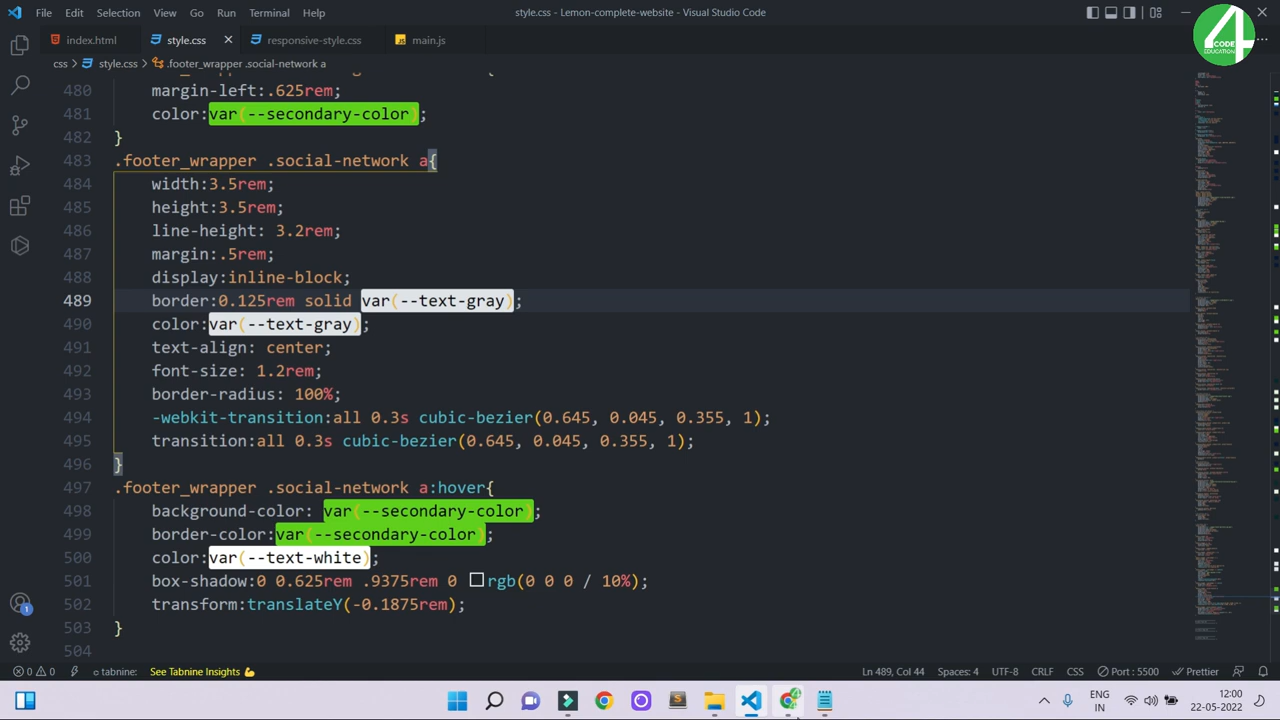 File Edit Selection View Go Run Terminal Help style.css - Lemon-complete-website - Visual Studio Code
index.html style.css responsive-style.css main.js
4 CODE EDUCATION
css > style.css > .footer_wrapper .social-network a
480 margin-left:.625rem;
481 color:var(--secondary-color);
482 }
483 .footer_wrapper .social-network a{
484 width:3.5rem;
485 height:3.5rem;
486 line-height: 3.2rem;
487 margin:.5rem;
488 display:inline-block;
489 border:0.125rem solid var(--text-gray);
490 color:var(--text-gray);
491 text-align: center;
492 font-size: 1.2rem;
493 border-radius: 10%;
494 -webkit-transition:all 0.3s cubic-bezier(0.645, 0.045, 0.355, 1);
495 transition:all 0.3s cubic-bezier(0.645, 0.045, 0.355, 1);
496 }
497 .footer_wrapper .social-network a:hover{
498 background-color: var(--secondary-color);
499 border-color:var(--secondary-color);
500 color:var(--text-white);
501 box-shadow:0 0.625rem .9375rem 0 rgb(0 0 0 / 10%);
502 transform:translateY(-0.1875rem);
503 }
504
0 0 tabnine: See Tabnine Insights Ln 489, Col 44 Spaces: 4 UTF-8 CRLF CSS Port : 5500 Prettier
ENG IN 12:00 22-05-2022